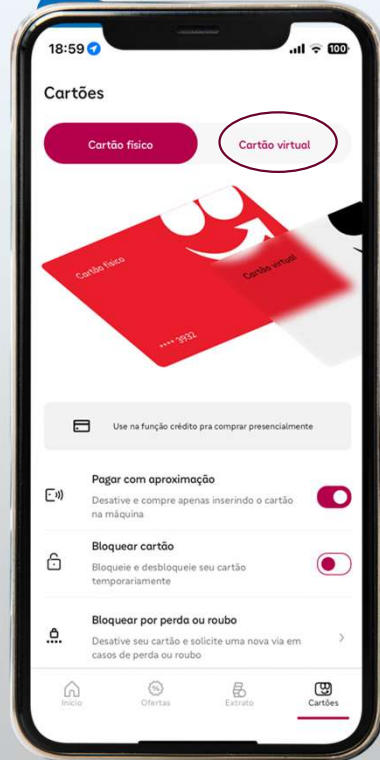 18:59
100
Cartões
Cartão físico
Cartão virtual
Cartão físico
Cartão virtual
**** 3932
Use na função crédito pra comprar presencialmente
Pagar com aproximação
Desative e compre apenas inserindo o cartão
na máquina
Bloquear cartão
Bloqueie e desbloqueie seu cartão
temporariamente
Bloquear por perda ou roubo
Desative seu cartão e solicite uma nova via em
casos de perda ou roubo
Início
Ofertas
Extrato
Cartões